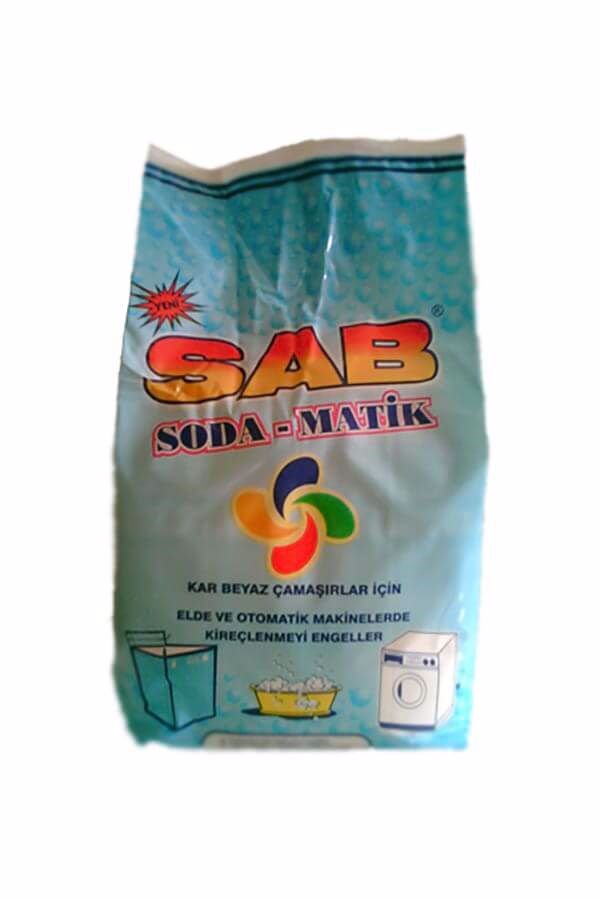 YENİ
SAB®
SODA - MATİK
KAR BEYAZ ÇAMAŞIRLAR İÇİN
ELDE VE OTOMATİK MAKİNELERDE
KİREÇLENMEYİ ENGELLER